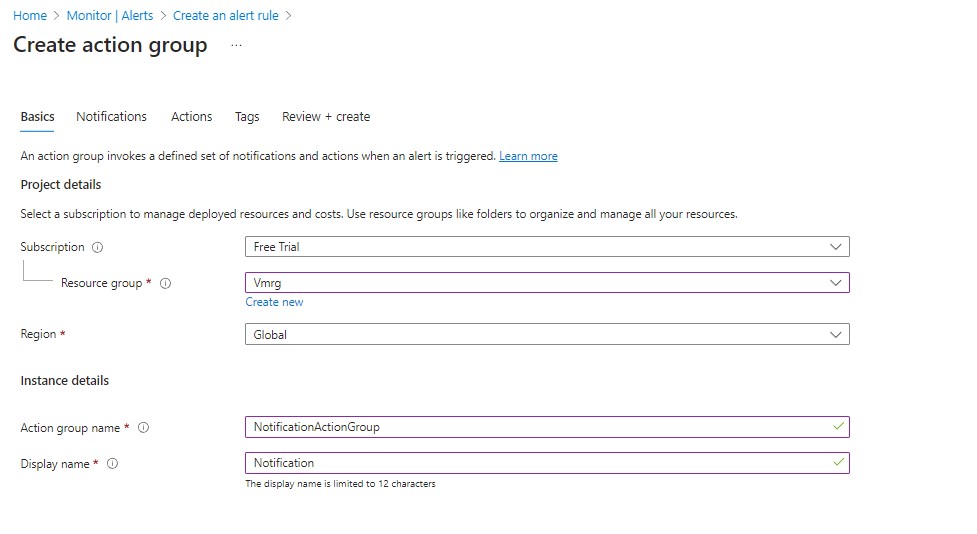 Home > Monitor | Alerts > Create an alert rule >
Create action group ...
Basics Notifications Actions Tags Review + create
An action group invokes a defined set of notifications and actions when an alert is triggered. Learn more
Project details
Select a subscription to manage deployed resources and costs. Use resource groups like folders to organize and manage all your resources.
Subscription Free Trial
Resource group * Vmrg
Create new
Region * Global
Instance details
Action group name * NotificationActionGroup
Display name * Notification
The display name is limited to 12 characters